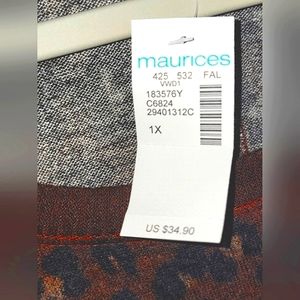 maurices
425 532 FAL
VWD1
183576Y
C6824
29401312C
1X
US $34.90